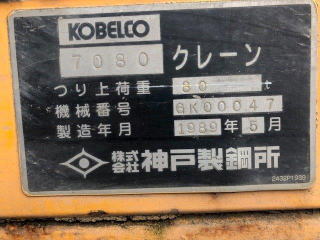 KOBELCO
7080 クレーン
つり上荷重 80 t
機械番号 GK00047
製造年月 1989年5月
株式会社 神戸製鋼所
2432P1939